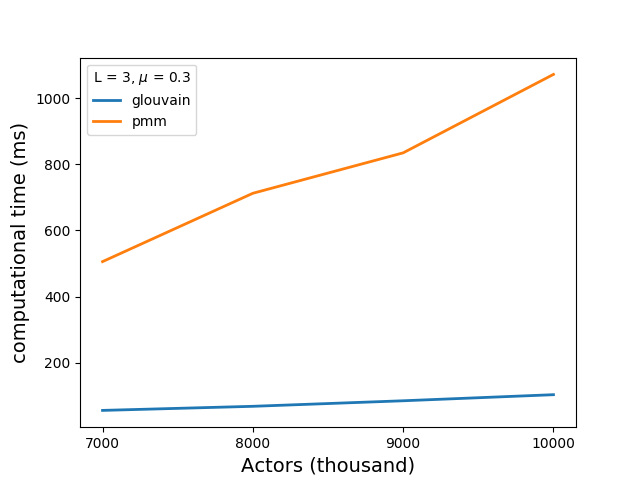 L = 3, μ = 0.3
glouvain
pmm
computational time (ms)
1000
800
600
400
200
7000 8000 9000 10000
Actors (thousand)